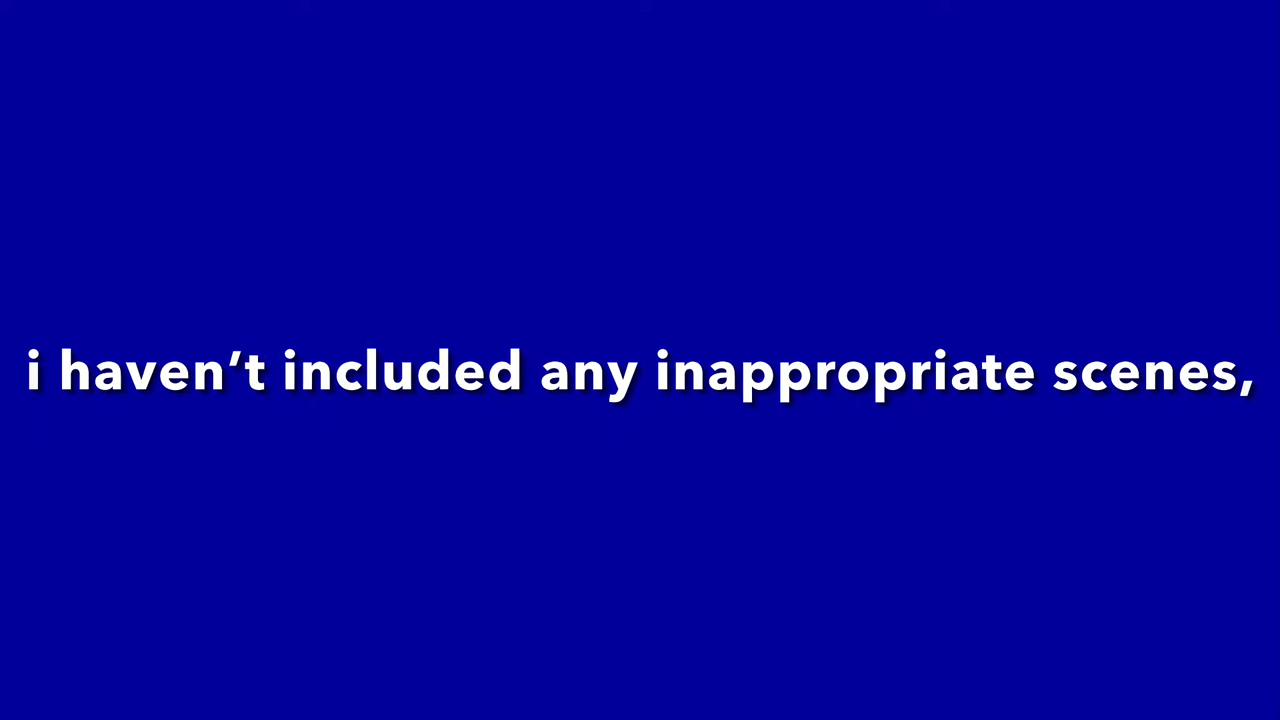 i haven’t included any inappropriate scenes,